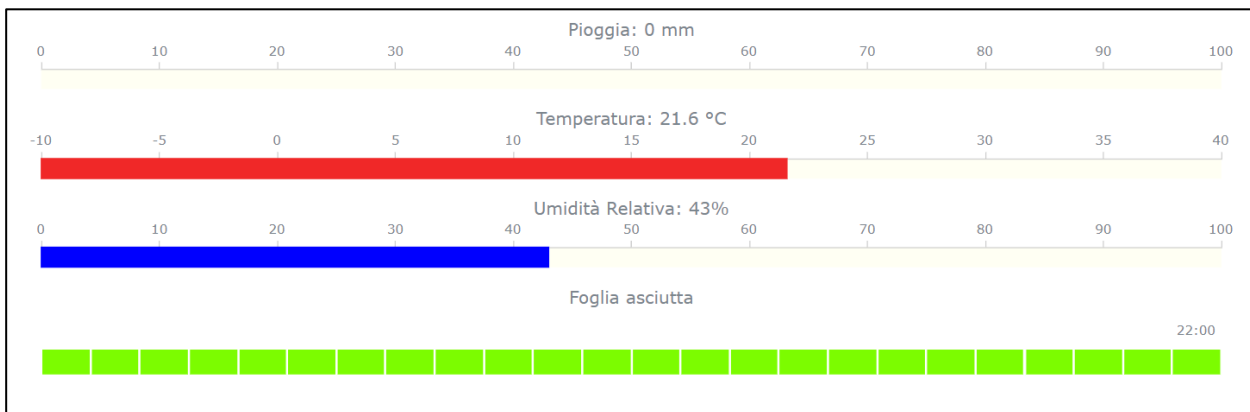 Pioggia: 0 mm
0 10 20 30 40 50 60 70 80 90 100
Temperatura: 21.6 °C
-10 -5 0 5 10 15 20 25 30 35 40
Umidità Relativa: 43%
0 10 20 30 40 50 60 70 80 90 100
Foglia asciutta
22:00